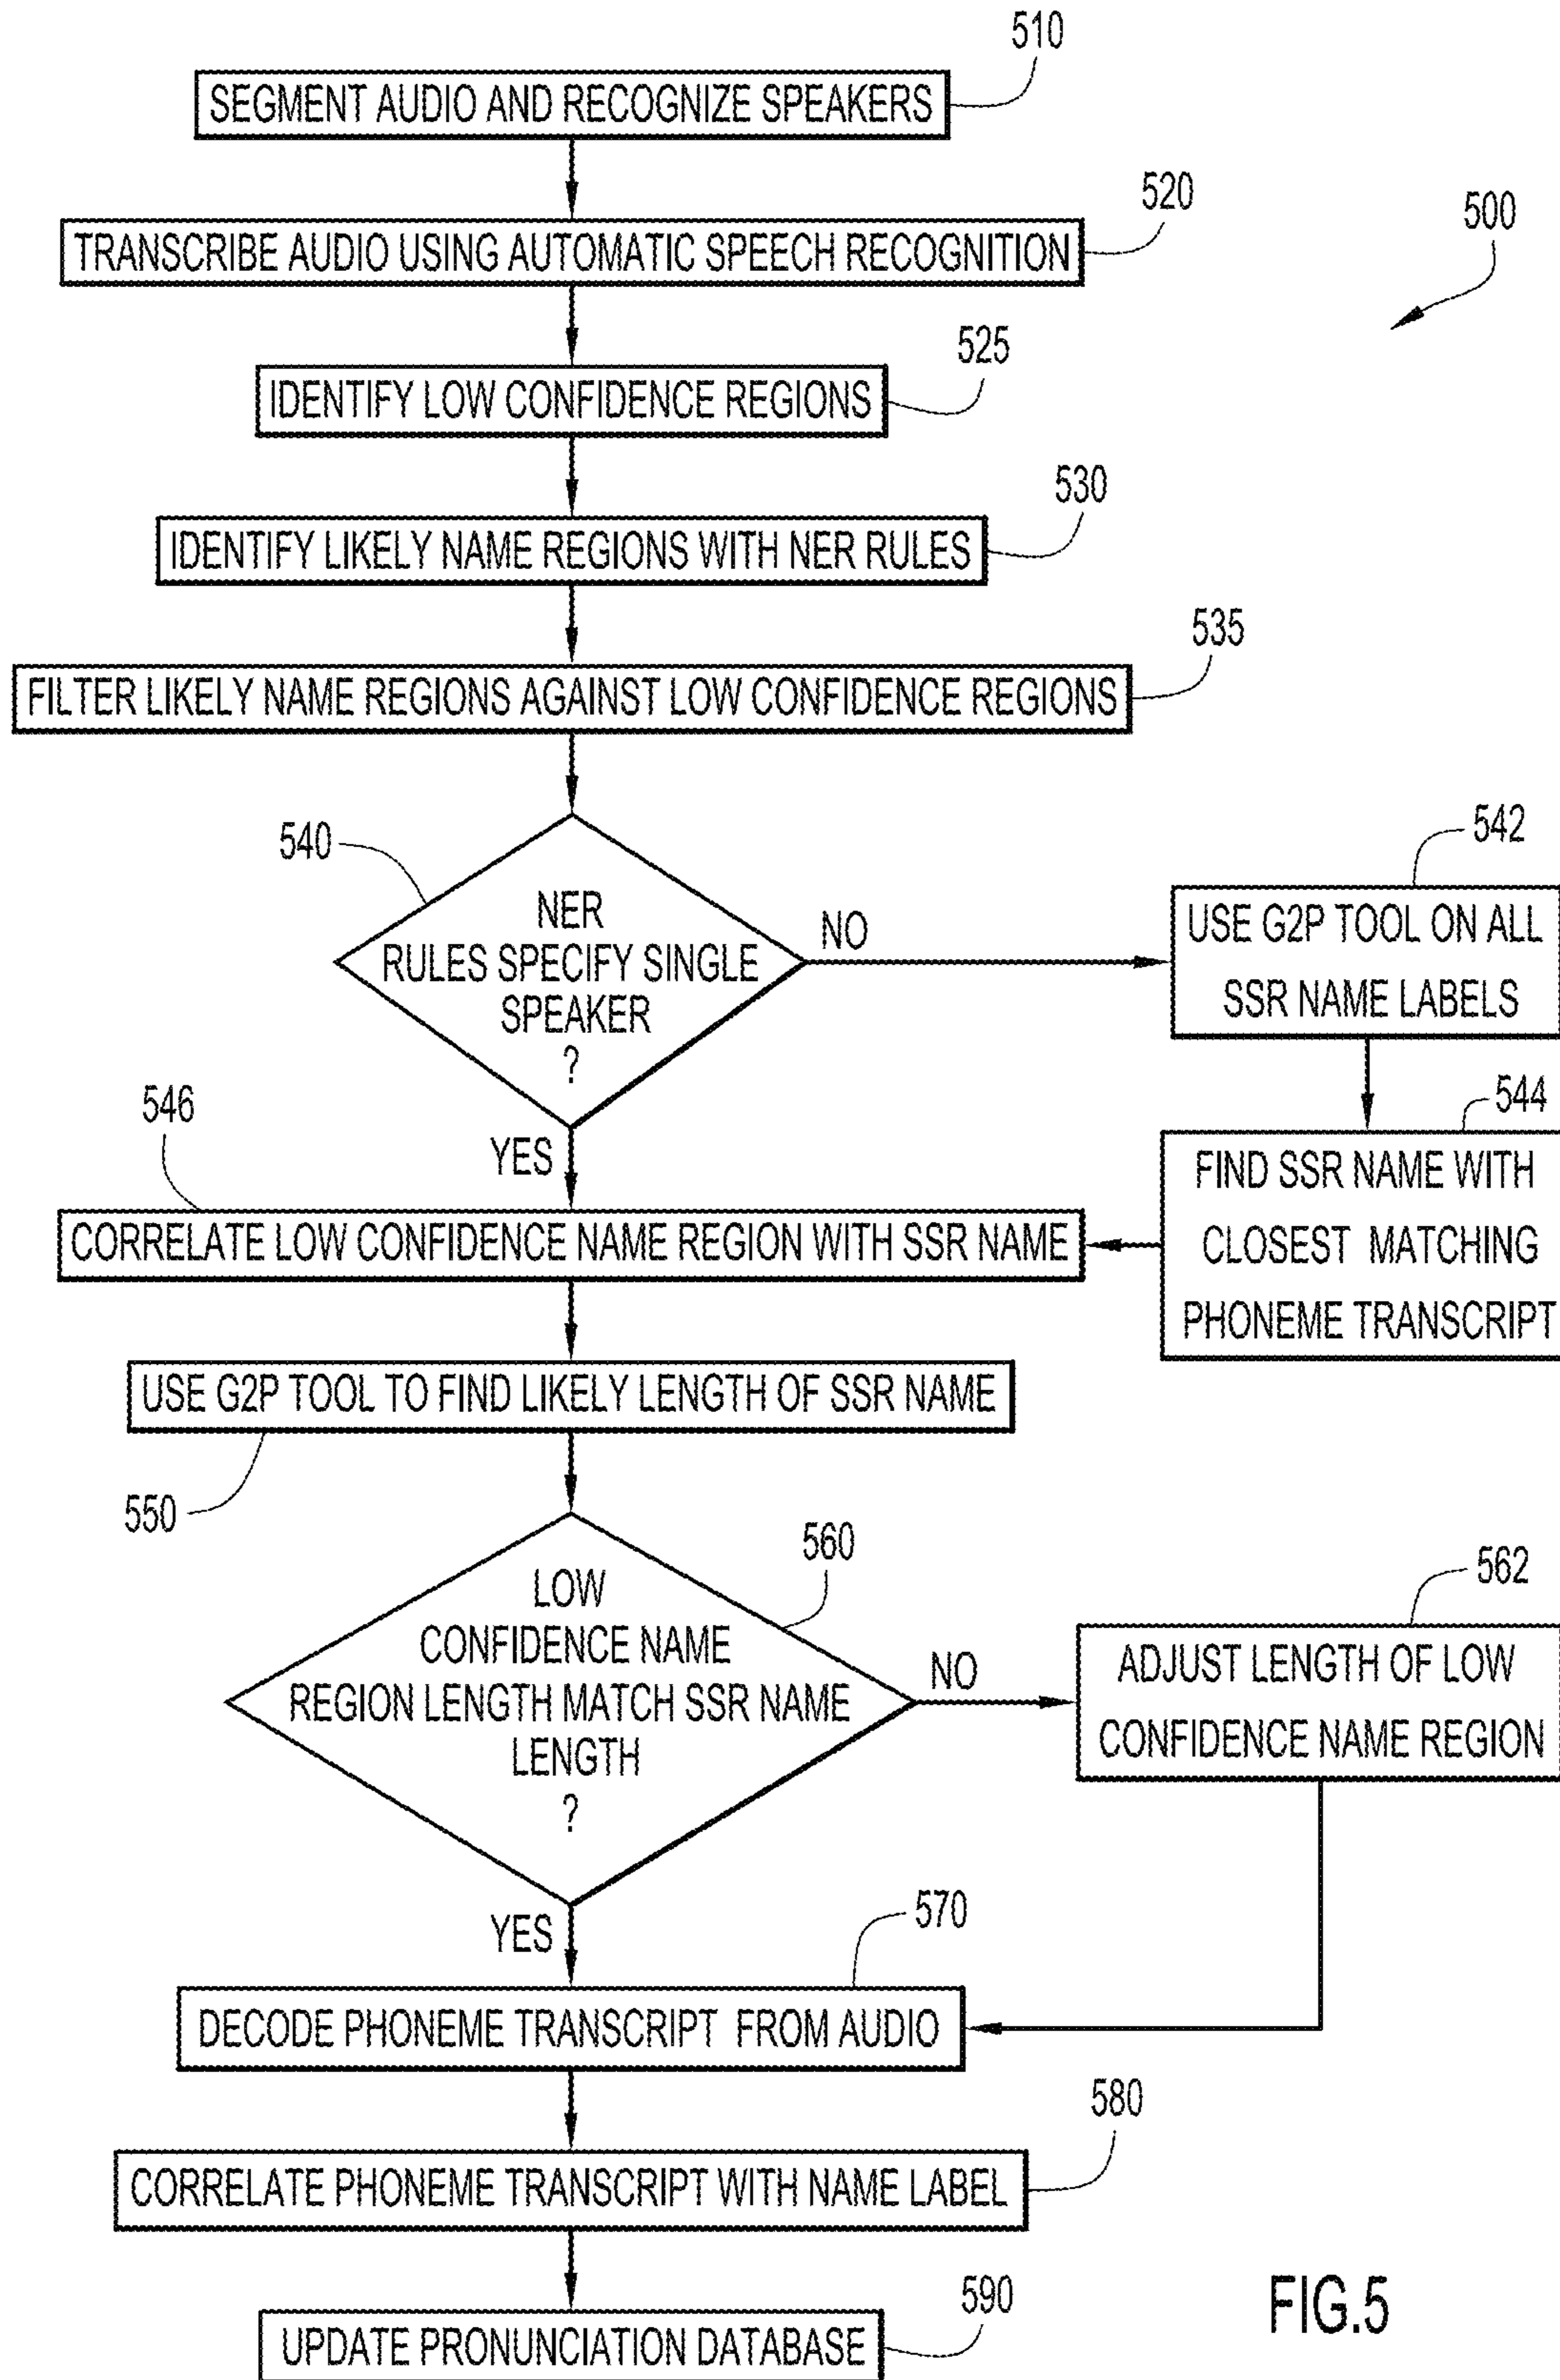 510
SEGMENT AUDIO AND RECOGNIZE SPEAKERS
520
TRANSCRIBE AUDIO USING AUTOMATIC SPEECH RECOGNITION
500
525
IDENTIFY LOW CONFIDENCE REGIONS
530
IDENTIFY LIKELY NAME REGIONS WITH NER RULES
535
FILTER LIKELY NAME REGIONS AGAINST LOW CONFIDENCE REGIONS
540
NER
RULES SPECIFY SINGLE
SPEAKER
?
NO
542
USE G2P TOOL ON ALL
SSR NAME LABELS
544
FIND SSR NAME WITH
CLOSEST MATCHING
PHONEME TRANSCRIPT
YES
546
CORRELATE LOW CONFIDENCE NAME REGION WITH SSR NAME
USE G2P TOOL TO FIND LIKELY LENGTH OF SSR NAME
550
560
LOW
CONFIDENCE NAME
REGION LENGTH MATCH SSR NAME
LENGTH
?
NO
562
ADJUST LENGTH OF LOW
CONFIDENCE NAME REGION
YES
570
DECODE PHONEME TRANSCRIPT FROM AUDIO
580
CORRELATE PHONEME TRANSCRIPT WITH NAME LABEL
590
UPDATE PRONUNCIATION DATABASE
FIG.5